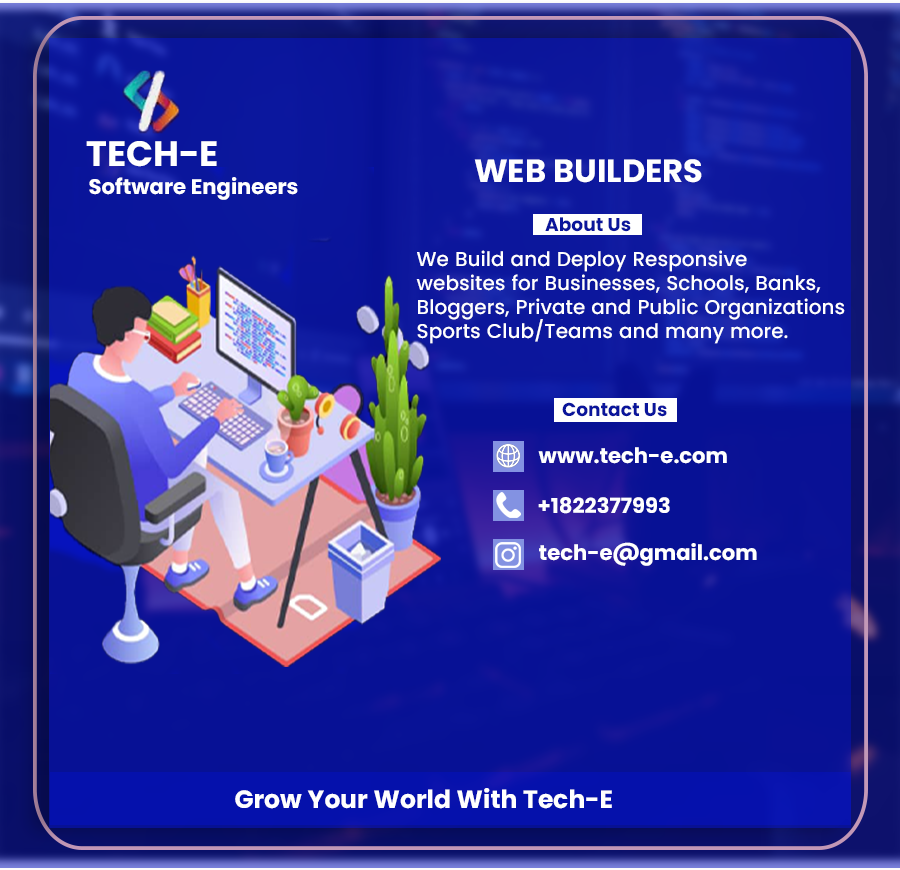 TECH-E
Software Engineers
WEB BUILDERS
About Us
We Build and Deploy Responsive
websites for Businesses, Schools, Banks,
Bloggers, Private and Public Organizations
Sports Club/Teams and many more.
Contact Us
www.tech-e.com
+1822377993
tech-e@gmail.com
Grow Your World With Tech-E